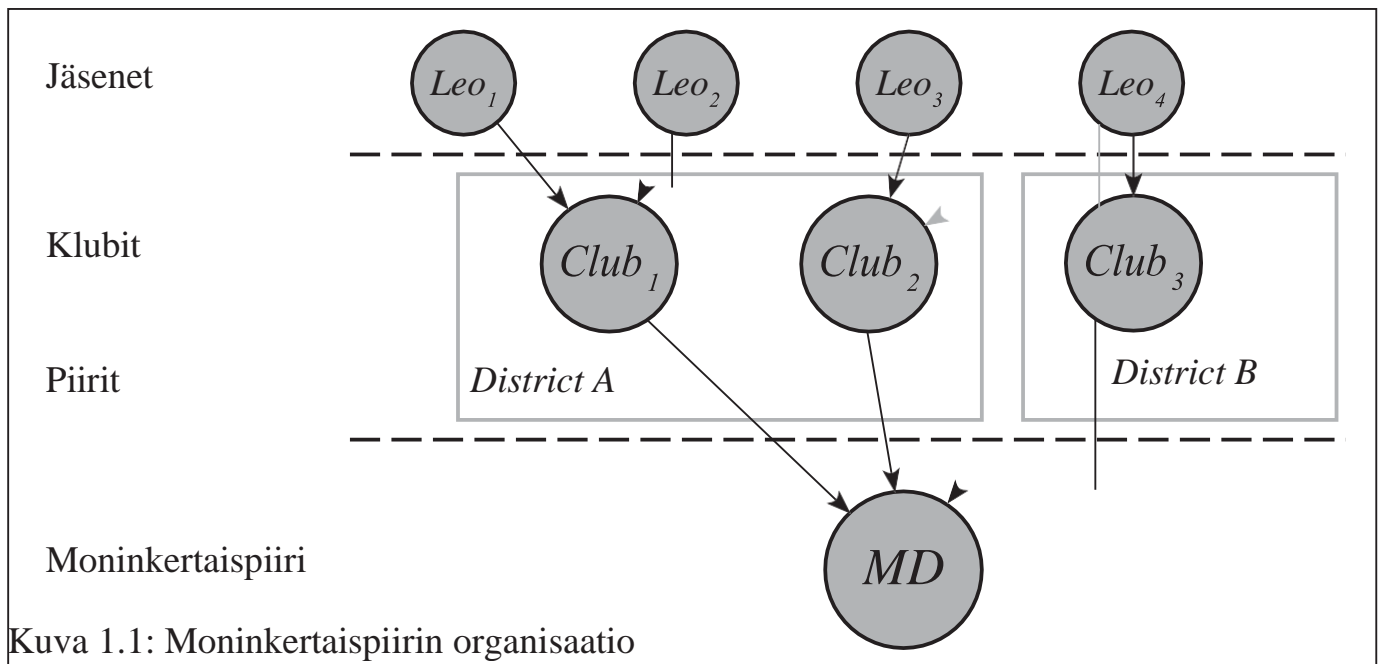 Jäsenet
Leo₁ Leo₂ Leo₃ Leo₄
Klubit
Club₁ Club₂ Club₃
Piirit
District A District B
Moninkertaispiiri
MD
Kuva 1.1: Moninkertaispiirin organisaatio